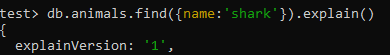 test> db.animals.find({name:'shark'}).explain()
{
  explainVersion: '1',